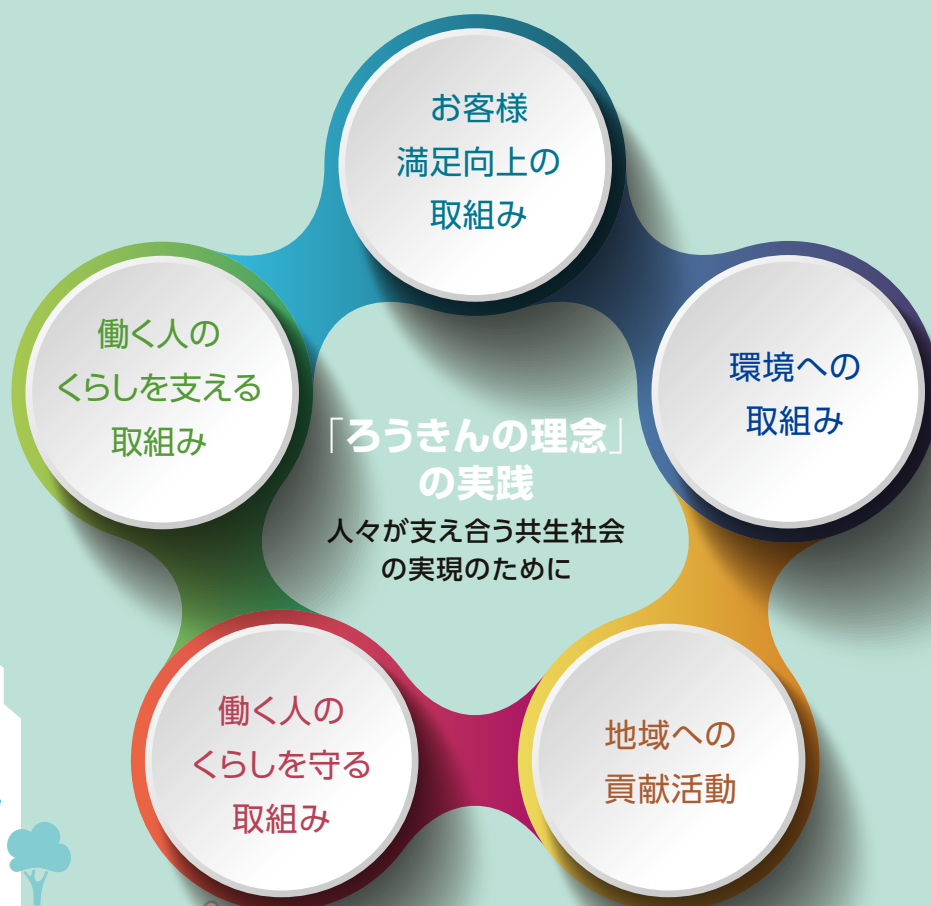 お客様
満足向上の
取組み
働く人の
くらしを支える
取組み
環境への
取組み
「ろうきんの理念」
の実践
人々が支え合う共生社会
の実現のために
働く人の
くらしを守る
取組み
地域への
貢献活動